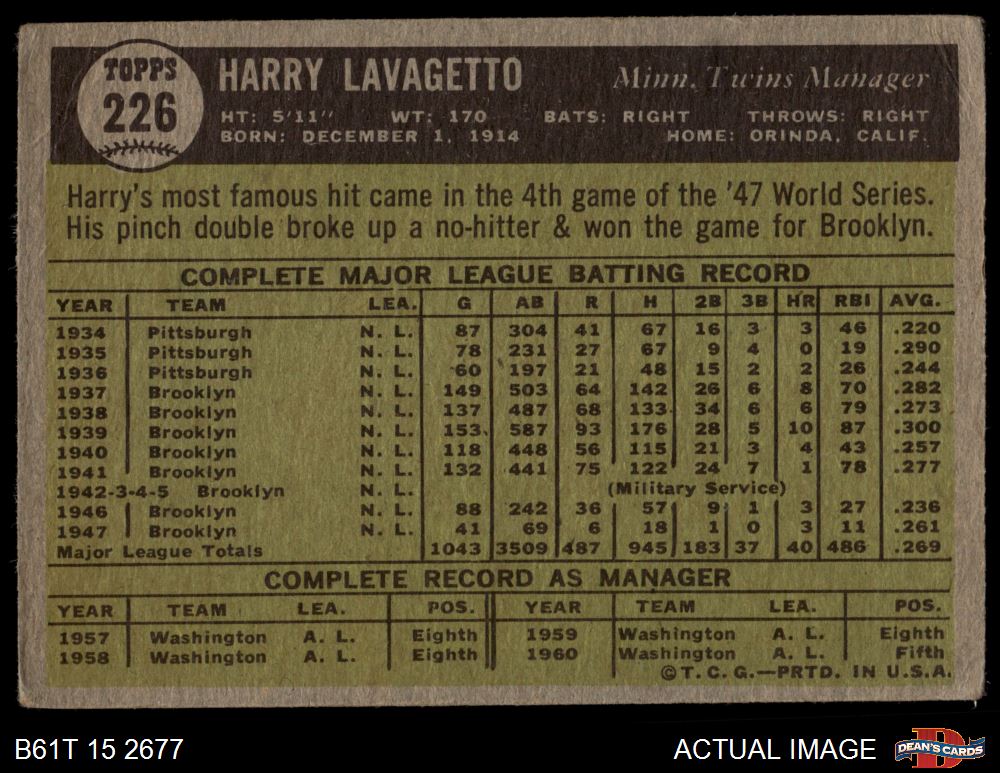 TOPPS
226
HARRY LAVAGETTO Minn. Twins Manager
HT: 5'11" WT: 170 BATS: RIGHT THROWS: RIGHT
BORN: DECEMBER 1, 1914 HOME: ORINDA, CALIF.
Harry's most famous hit came in the 4th game of the '47 World Series.
His pinch double broke up a no-hitter & won the game for Brooklyn.
COMPLETE MAJOR LEAGUE BATTING RECORD
YEAR TEAM LEA. G AB R H 2B 3B HR RBI AVG.
1934 Pittsburgh N. L. 87 304 41 67 16 3 3 46 .220
1935 Pittsburgh N. L. 78 231 27 67 9 4 0 19 .290
1936 Pittsburgh N. L. 60 197 21 48 15 2 2 26 .244
1937 Brooklyn N. L. 149 503 64 142 26 6 8 70 .282
1938 Brooklyn N. L. 137 487 68 133 34 6 6 79 .273
1939 Brooklyn N. L. 153 587 93 176 28 5 10 87 .300
1940 Brooklyn N. L. 118 448 56 115 21 3 4 43 .257
1941 Brooklyn N. L. 132 441 75 122 24 7 1 78 .277
1942-3-4-5 Brooklyn N. L. (Military Service)
1946 Brooklyn N. L. 88 242 36 57 9 1 3 27 .236
1947 Brooklyn N. L. 41 69 6 18 1 0 3 11 .261
Major League Totals 1043 3509 487 945 183 37 40 486 .269
COMPLETE RECORD AS MANAGER
YEAR TEAM LEA. POS. YEAR TEAM LEA. POS.
1957 Washington A. L. Eighth 1959 Washington A. L. Eighth
1958 Washington A. L. Eighth 1960 Washington A. L. Fifth
© T. C. G.—PRTD. IN U.S.A.
B61T 15 2677 ACTUAL IMAGE DEAN'S CARDS